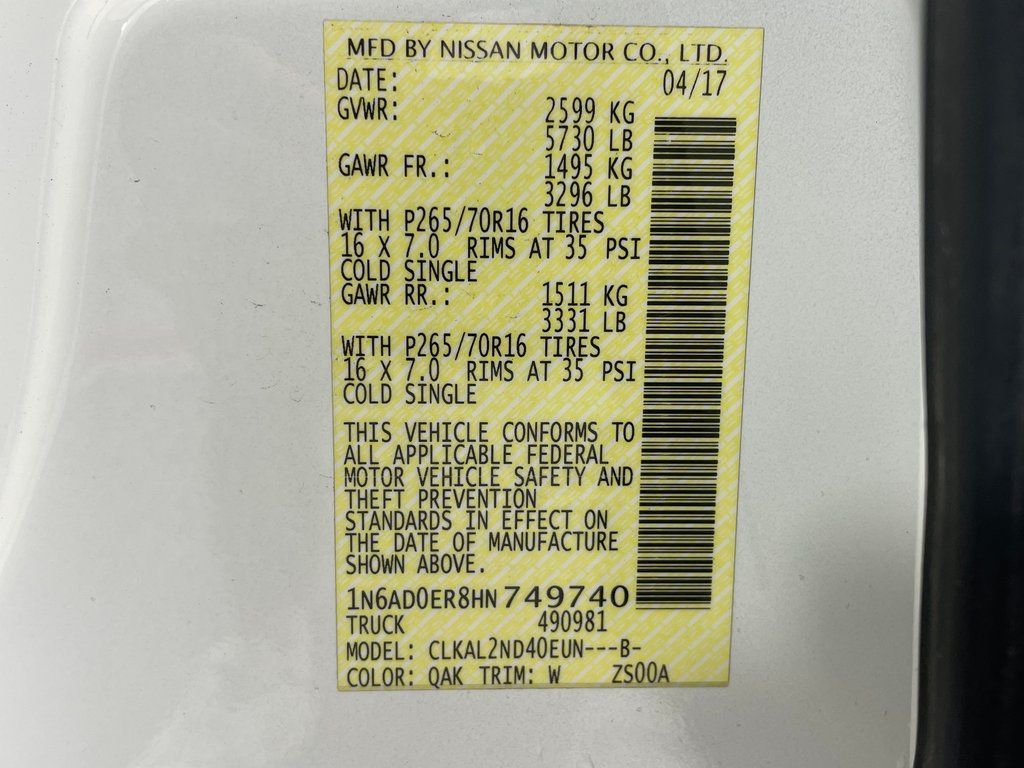 MFD BY NISSAN MOTOR CO., LTD.
DATE: 04/17
GVWR: 2599 KG
5730 LB
GAWR FR.: 1495 KG
3296 LB
WITH P265/70R16 TIRES
16 X 7.0 RIMS AT 35 PSI
COLD SINGLE
GAWR RR.: 1511 KG
3331 LB
WITH P265/70R16 TIRES
16 X 7.0 RIMS AT 35 PSI
COLD SINGLE
THIS VEHICLE CONFORMS TO
ALL APPLICABLE FEDERAL
MOTOR VEHICLE SAFETY AND
THEFT PREVENTION
STANDARDS IN EFFECT ON
THE DATE OF MANUFACTURE
SHOWN ABOVE.
1N6AD0ER8HN749740
TRUCK 490981
MODEL: CLKAL2ND40EUN---B-
COLOR: QAK TRIM: W ZS00A